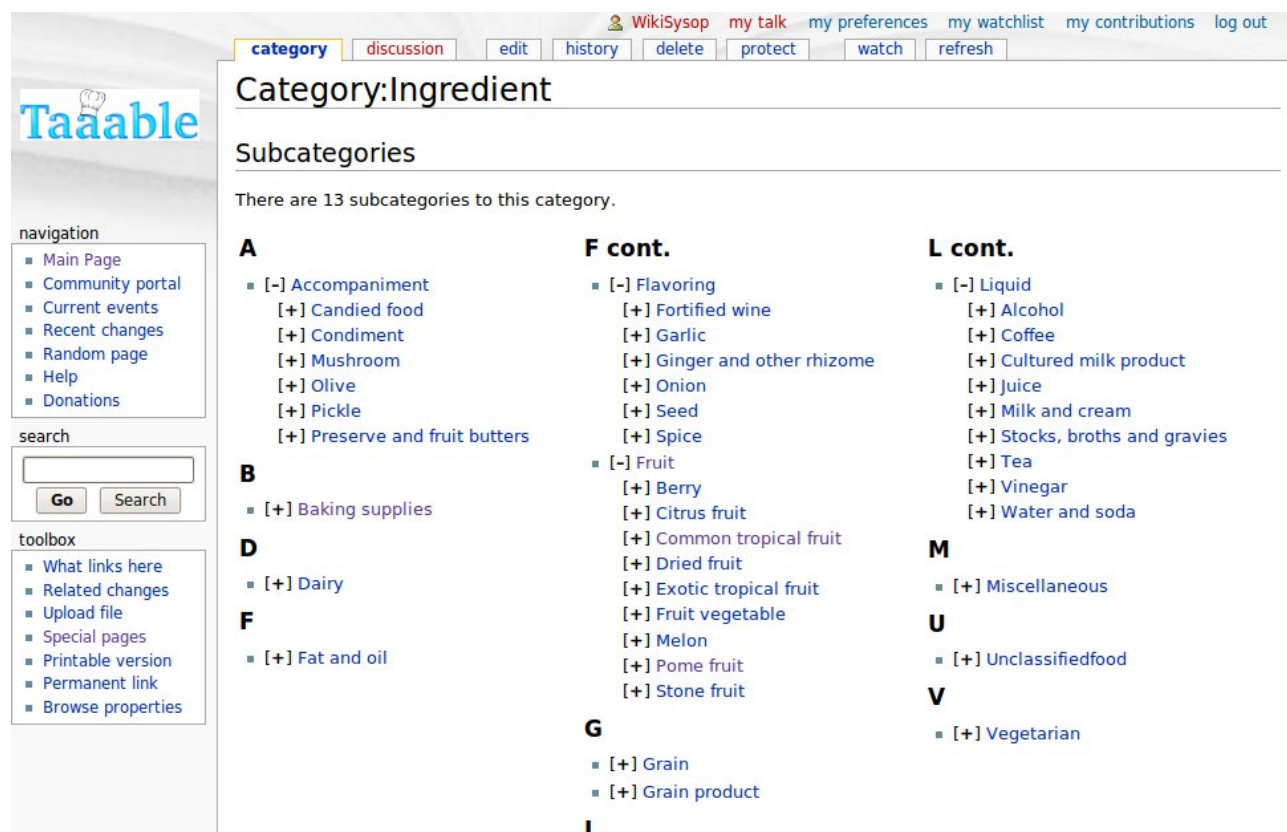 WikiSysop my talk my preferences my watchlist my contributions log out
category discussion edit history delete protect watch refresh
Taaable
navigation
Main Page
Community portal
Current events
Recent changes
Random page
Help
Donations
search
Go Search
toolbox
What links here
Related changes
Upload file
Special pages
Printable version
Permanent link
Browse properties
Category:Ingredient
Subcategories
There are 13 subcategories to this category.
A
[–] Accompaniment
[+] Candied food
[+] Condiment
[+] Mushroom
[+] Olive
[+] Pickle
[+] Preserve and fruit butters
B
[+] Baking supplies
D
[+] Dairy
F
[+] Fat and oil
F cont.
[–] Flavoring
[+] Fortified wine
[+] Garlic
[+] Ginger and other rhizome
[+] Onion
[+] Seed
[+] Spice
[–] Fruit
[+] Berry
[+] Citrus fruit
[+] Common tropical fruit
[+] Dried fruit
[+] Exotic tropical fruit
[+] Fruit vegetable
[+] Melon
[+] Pome fruit
[+] Stone fruit
G
[+] Grain
[+] Grain product
L cont.
[–] Liquid
[+] Alcohol
[+] Coffee
[+] Cultured milk product
[+] Juice
[+] Milk and cream
[+] Stocks, broths and gravies
[+] Tea
[+] Vinegar
[+] Water and soda
M
[+] Miscellaneous
U
[+] Unclassifiedfood
V
[+] Vegetarian